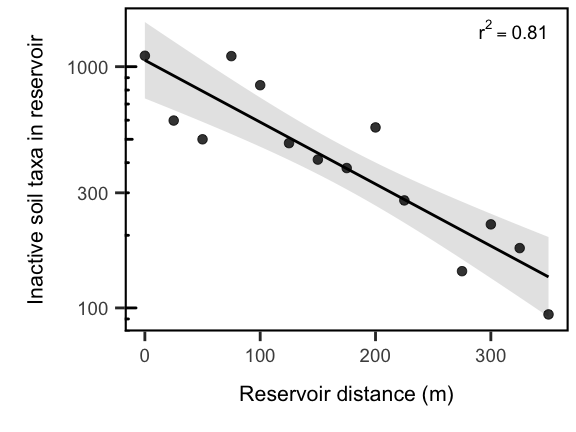 r² = 0.81
Inactive soil taxa in reservoir
1000
300
100
0 100 200 300
Reservoir distance (m)